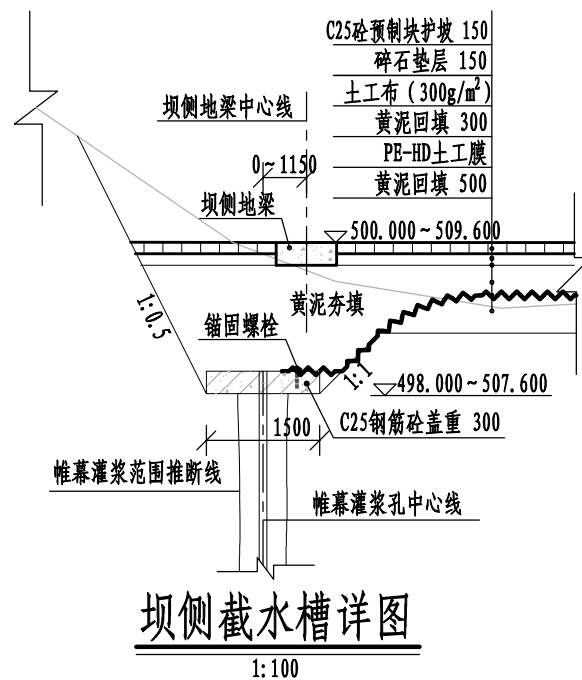 C25砼预制块护坡 150
碎石垫层 150
土工布（300g/m²）
黄泥回填 300
PE-HD土工膜
黄泥回填 500
坝侧地梁中心线
0～1150
坝侧地梁
500.000～509.600
1:0.5
黄泥夯填
锚固螺栓
1:1
498.000～507.600
1500
C25钢筋砼盖重 300
帷幕灌浆范围推断线
帷幕灌浆孔中心线
坝侧截水槽详图
1:100